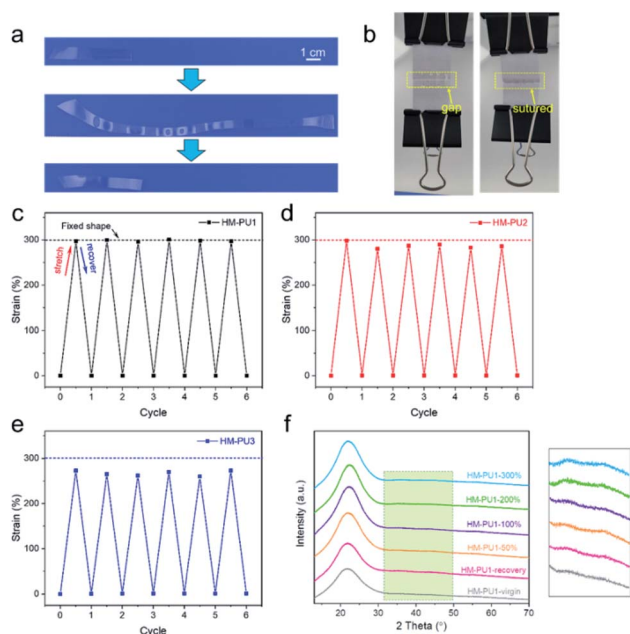 a
1 cm
b
gap
sutured
c
HM-PU1
Fixed shape
stretch
recover
300
200
100
0
Strain (%)
0 1 2 3 4 5 6
Cycle
d
HM-PU2
300
200
100
0
Strain (%)
0 1 2 3 4 5 6
Cycle
e
HM-PU3
300
200
100
0
Strain (%)
0 1 2 3 4 5 6
Cycle
f
HM-PU1-300%
HM-PU1-200%
HM-PU1-100%
HM-PU1-50%
HM-PU1-recovery
HM-PU1-virgin
Intensity (a.u.)
20 30 40 50 60 70
2 Theta (°)